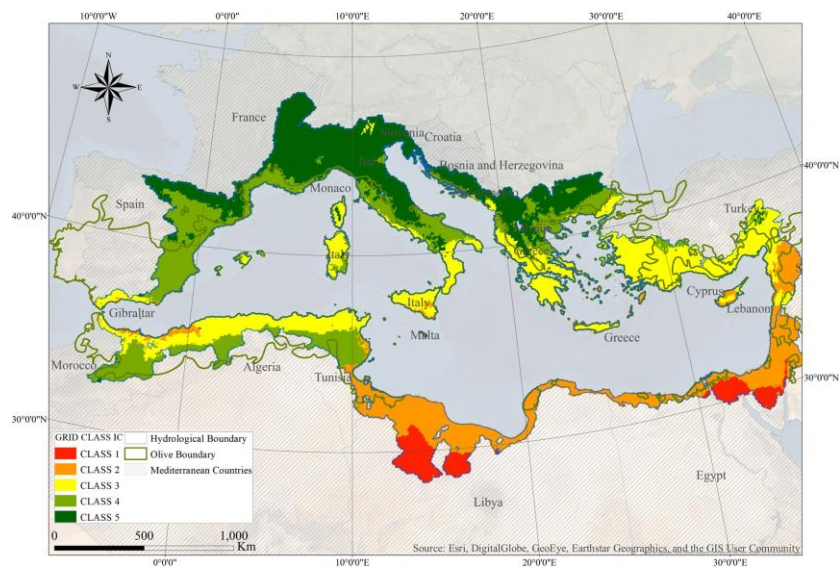 10°0'0"W 0°0'0" 10°0'0"E 20°0'0"E 30°0'0"E 40°0'0"E
N
W E
S
France
Slovenia
Croatia
Bosnia and Herzegovina
Monaco
Spain
Turkey
40°0'0"N
40°0'0"N
Italy
Italy
Cyprus
Gibraltar
Lebanon
Malta
Greece
Morocco
Algeria
Tunisia
30°0'0"N
30°0'0"N
GRID CLASS IC
CLASS 1
CLASS 2
CLASS 3
CLASS 4
CLASS 5
Hydrological Boundary
Olive Boundary
Mediterranean Countries
Egypt
Libya
0 500 1,000
Km
Source: Esri, DigitalGlobe, GeoEye, Earthstar Geographics, and the GIS User Community
0°0'0" 10°0'0"E 20°0'0"E 30°0'0"E